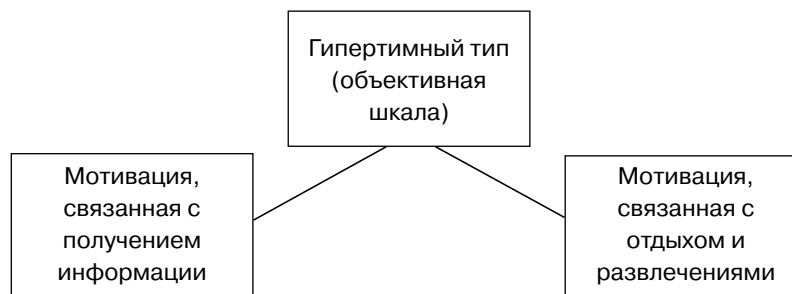 Гипертимный тип
(объективная
шкала)
Мотивация,
связанная с
получением
информации
Мотивация,
связанная с
отдыхом и
развлечениями